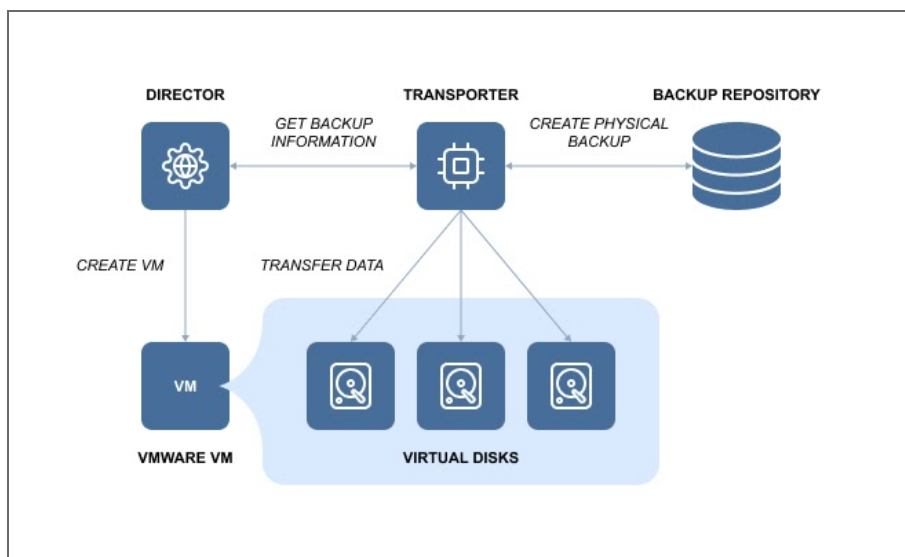 DIRECTOR
TRANSPORTER
BACKUP REPOSITORY
GET BACKUP
INFORMATION
CREATE PHYSICAL
BACKUP
CREATE VM
TRANSFER DATA
VM
VMWARE VM
VIRTUAL DISKS